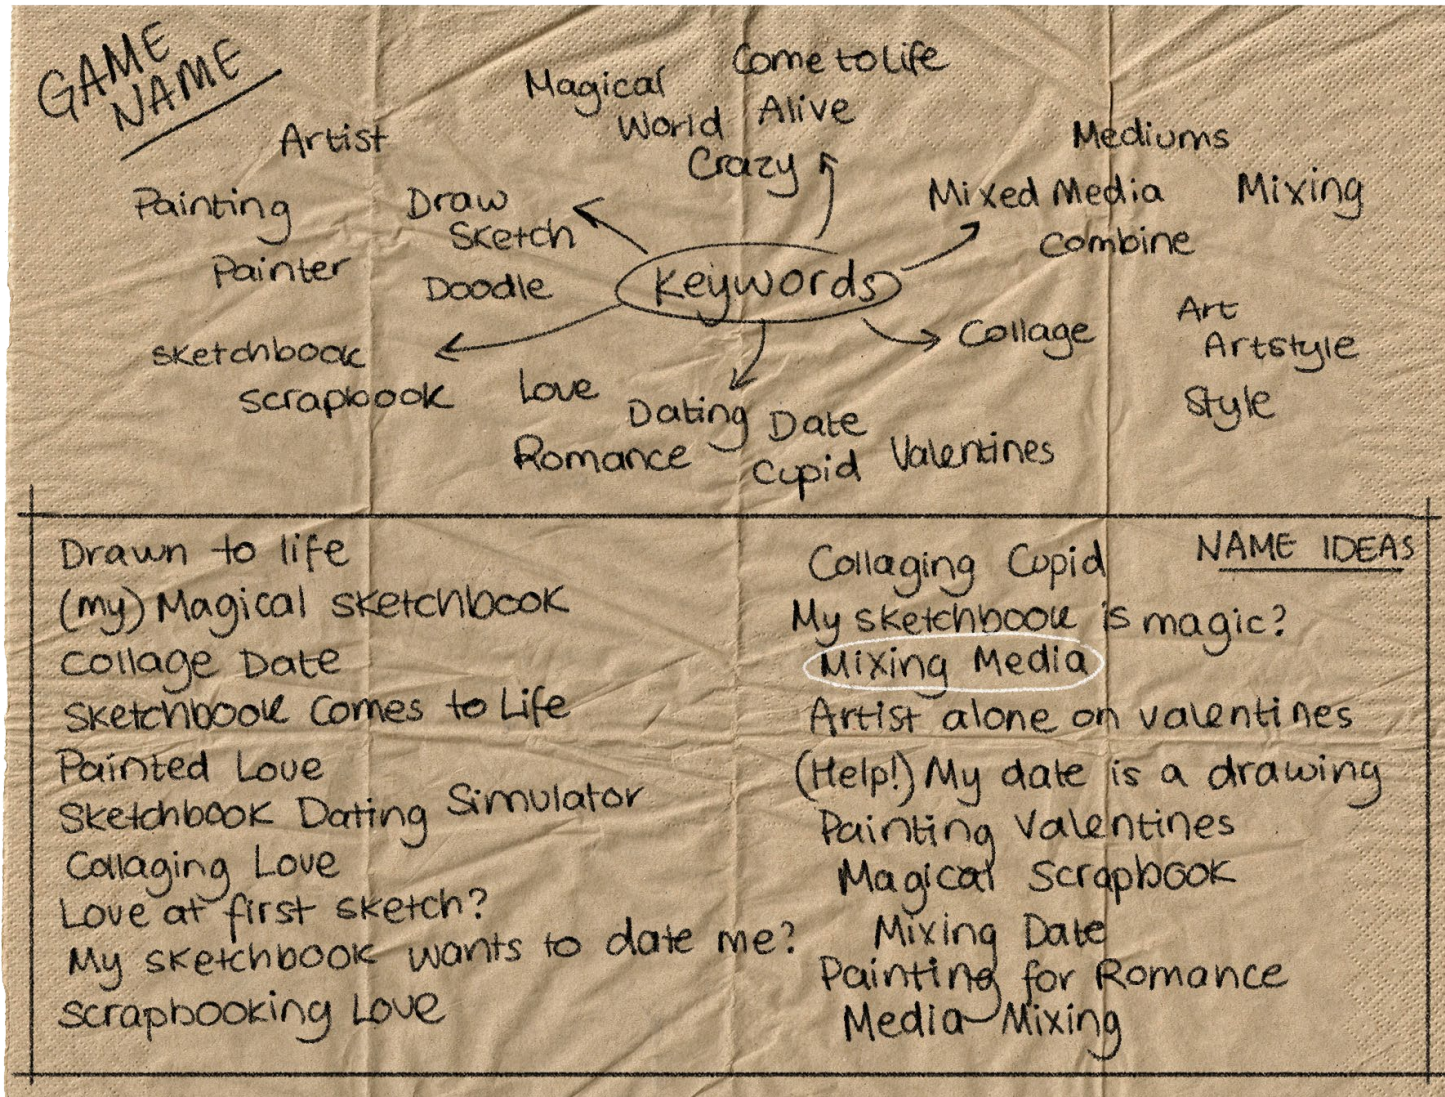 GAME
NAME
Artist
Painting
Painter
Draw
Sketch
Doodle
Magical
World
Crazy
Come to life
Alive
Mediums
Mixed Media
Mixing
Combine
Keywords
Sketchbook
Scrapbook
Love
Dating
Romance
Date
Cupid
Valentines
Collage
Art
Artstyle
Style
NAME IDEAS
Drawn to life
(my) Magical sketchbook
Collage Date
Sketchbook Comes to Life
Painted Love
Sketchbook Dating Simulator
Collaging Love
Love at first sketch?
My sketchbook wants to date me?
Scrapbooking Love
Collaging Cupid
My sketchbook is magic?
Mixing Media
Artist alone on valentines
(Help!) My date is a drawing
Painting Valentines
Magical Scrapbook
Mixing Date
Painting for Romance
Media Mixing